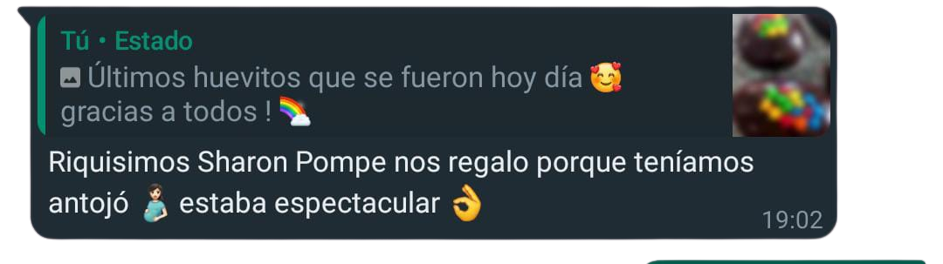 Tú • Estado
Últimos huevitos que se fueron hoy día 🥰
gracias a todos ! 🌈
Riquisimos Sharon Pompe nos regalo porque teníamos
antojó 🤰🏻 estaba espectacular 👌
19:02